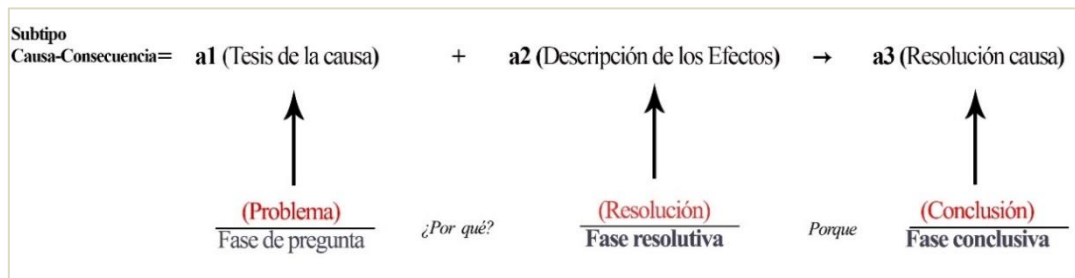 Subtipo
Causa-Consecuencia= a1 (Tesis de la causa) + a2 (Descripción de los Efectos) → a3 (Resolución causa)
(Problema) (Resolución) (Conclusión)
Fase de pregunta ¿Por qué? Fase resolutiva Porque Fase conclusiva